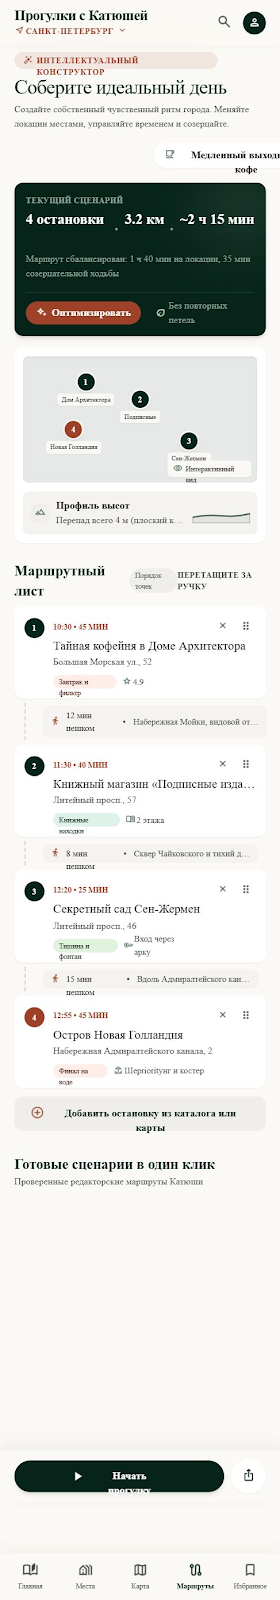 Прогулки с Катюшей
САНКТ-ПЕТЕРБУРГ
ИНТЕЛЛЕКТУАЛЬНЫЙ
КОНСТРУКТОР
Соберите идеальный день
Создайте собственный чувственный ритм города. Меняйте
локации местами, управляйте временем и созерцайте.
Медленный выход
кофе
ТЕКУЩИЙ СЦЕНАРИЙ
4 остановки . 3.2 км . ~2 ч 15 мин
Маршрут сбалансирован: 1 ч 40 мин на локации, 35 мин
созерцательной ходьбы
Оптимизировать
Без повторных
петель
1
Дом Архитектора
2
Подписные
4
Новая Голландия
3
Сен-Жермен
Интерактивный
вид
Профиль высот
Перепад всего 4 м (плоский к...
Маршрутный
лист
Порядок
точек
ПЕРЕТАЩИТЕ ЗА
РУЧКУ
1
10:30 • 45 МИН
Тайная кофейня в Доме Архитектора
Большая Морская ул., 52
Завтрак и
фильтр
4.9
12 мин
пешком
• Набережная Мойки, видовой от...
2
11:30 • 40 МИН
Книжный магазин «Подписные изда...
Литейный просп., 57
Книжные
находки
2 этажа
8 мин
пешком
• Сквер Чайковского и тихий д...
3
12:20 • 25 МИН
Секретный сад Сен-Жермен
Литейный просп., 46
Тишина и
фонтан
Вход через
арку
15 мин
пешком
• Вдоль Адмиралтейского кан...
4
12:55 • 45 МИН
Остров Новая Голландия
Набережная Адмиралтейского канала, 2
Финал на
воде
и костер
Добавить остановку из каталога или
карты
Готовые сценарии в один клик
Проверенные редакторские маршруты Катюши
Начать
прогулку
Главная
Места
Карта
Маршруты
Избранное